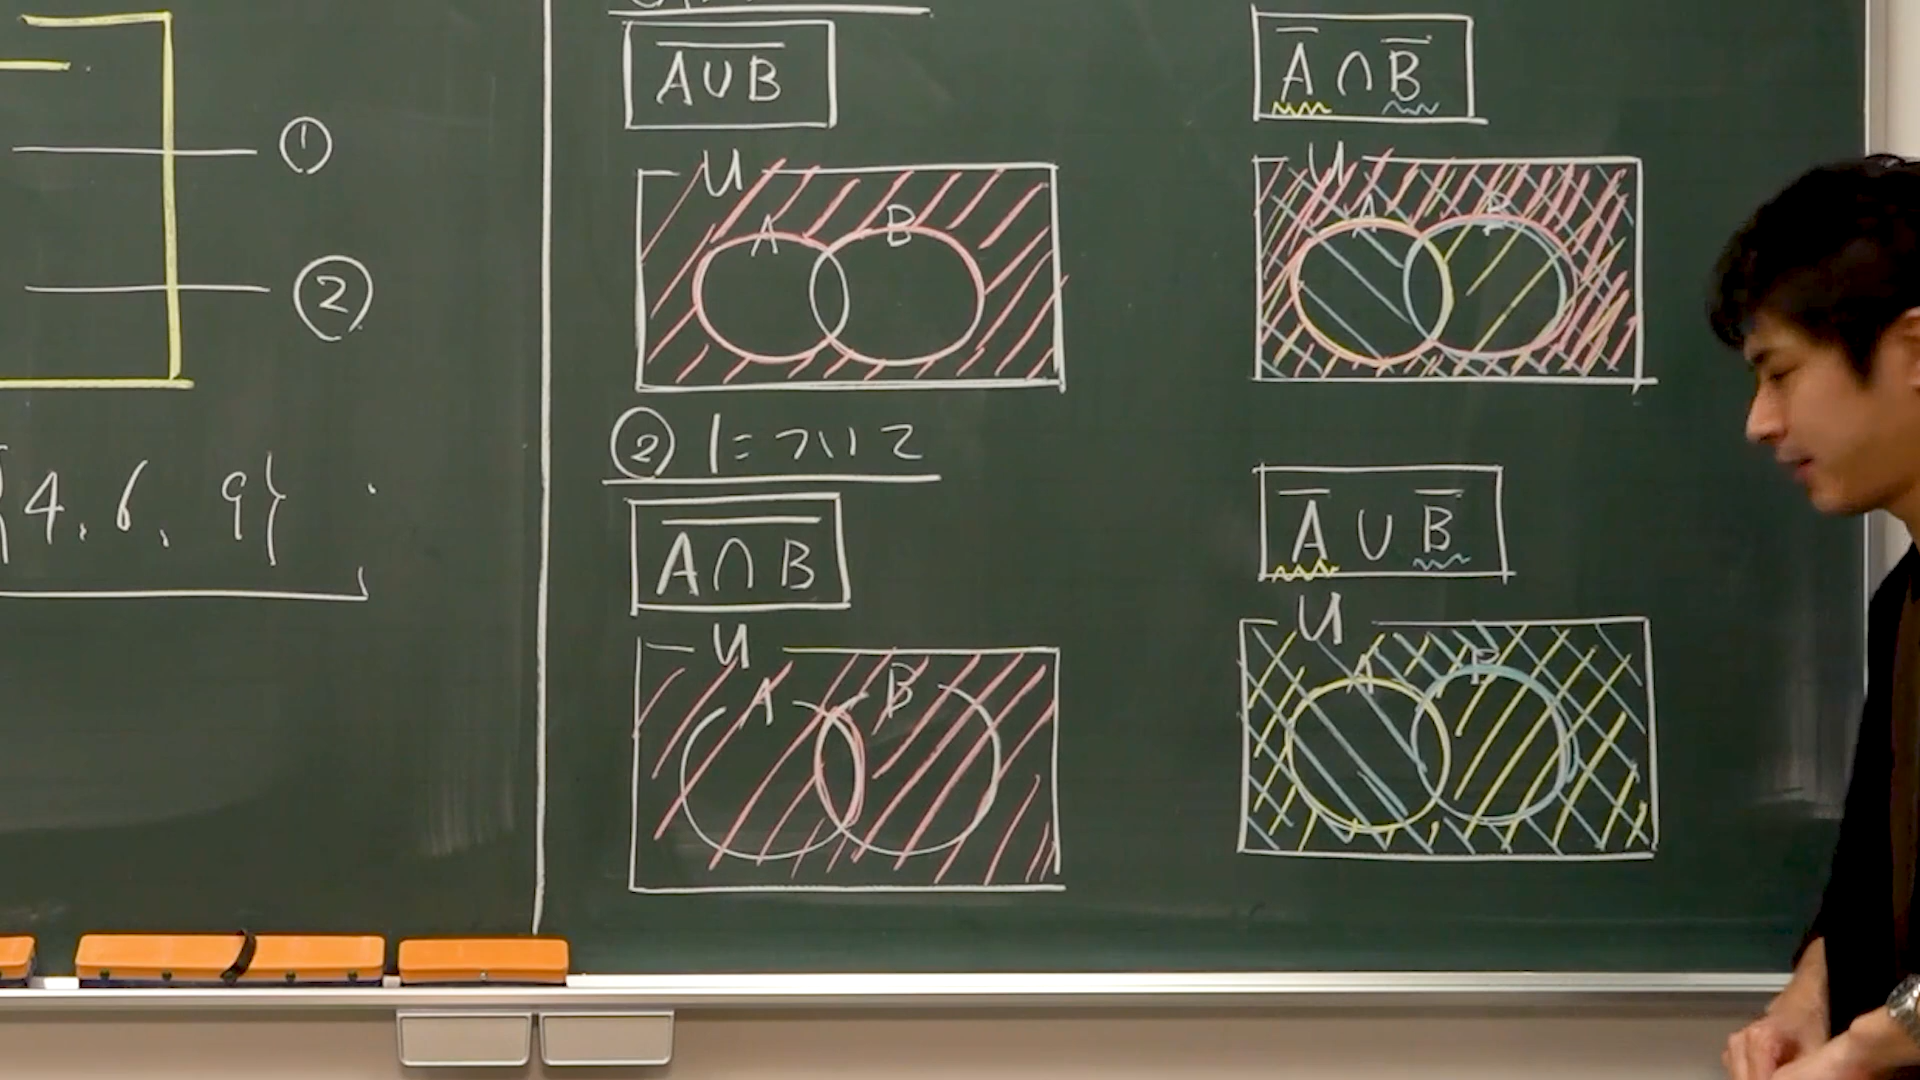 ①
②
4, 6, 9}
A̅∪̅B̅
U
A B
A̅ ∩ B̅
U
A B
② について
A̅∩̅B̅
U
A B
A̅ ∪ B̅
U
A B